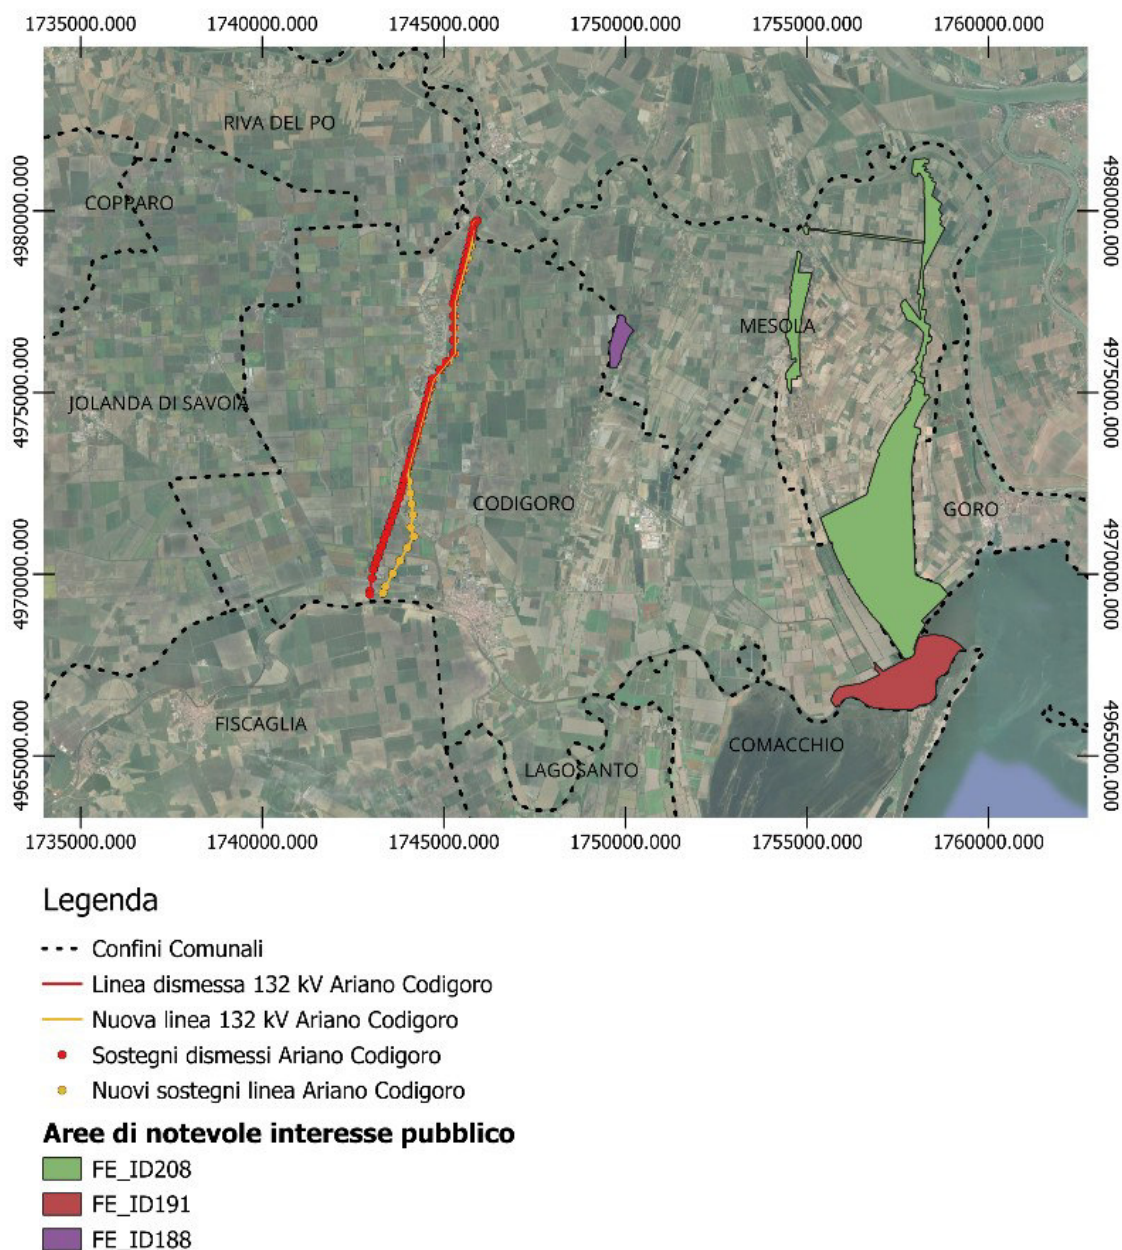 1735000.000 1740000.000 1745000.000 1750000.000 1755000.000 1760000.000
RIVA DEL PO
COPPARO
4980000.000 4980000.000
MESOLA
4975000.000 4975000.000
JOLANDA DI SAVOIA
CODIGORO
GORO
4970000.000 4970000.000
FISCAGLIA
COMACCHIO
4965000.000 4965000.000
LAGOSANTO
1735000.000 1740000.000 1745000.000 1750000.000 1755000.000 1760000.000
Legenda
Confini Comunali
Linea dismessa 132 kV Ariano Codigoro
Nuova linea 132 kV Ariano Codigoro
Sostegni dismessi Ariano Codigoro
Nuovi sostegni linea Ariano Codigoro
Aree di notevole interesse pubblico
FE_ID208
FE_ID191
FE_ID188